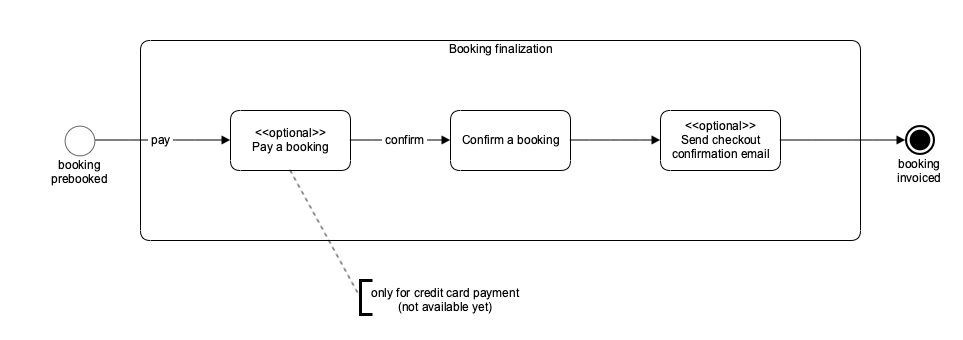 Booking finalization
booking
prebooked
pay
<<optional>>
Pay a booking
confirm
Confirm a booking
<<optional>>
Send checkout
confirmation email
booking
invoiced
only for credit card payment
(not available yet)